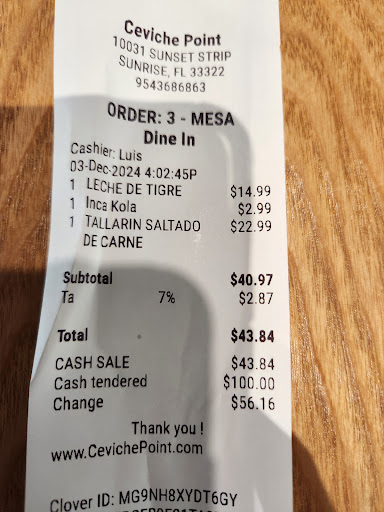 Ceviche Point
10031 SUNSET STRIP
SUNRISE, FL 33322
9543686863
ORDER: 3 - MESA
Dine In
Cashier: Luis
03-Dec-2024 4:02:45P
1 LECHE DE TIGRE $14.99
1 Inca Kola $2.99
1 TALLARIN SALTADO $22.99
DE CARNE
Subtotal $40.97
Ta 7% $2.87
Total $43.84
CASH SALE $43.84
Cash tendered $100.00
Change $56.16
Thank you !
www.CevichePoint.com
Clover ID: MG9NH8XYDT6GY